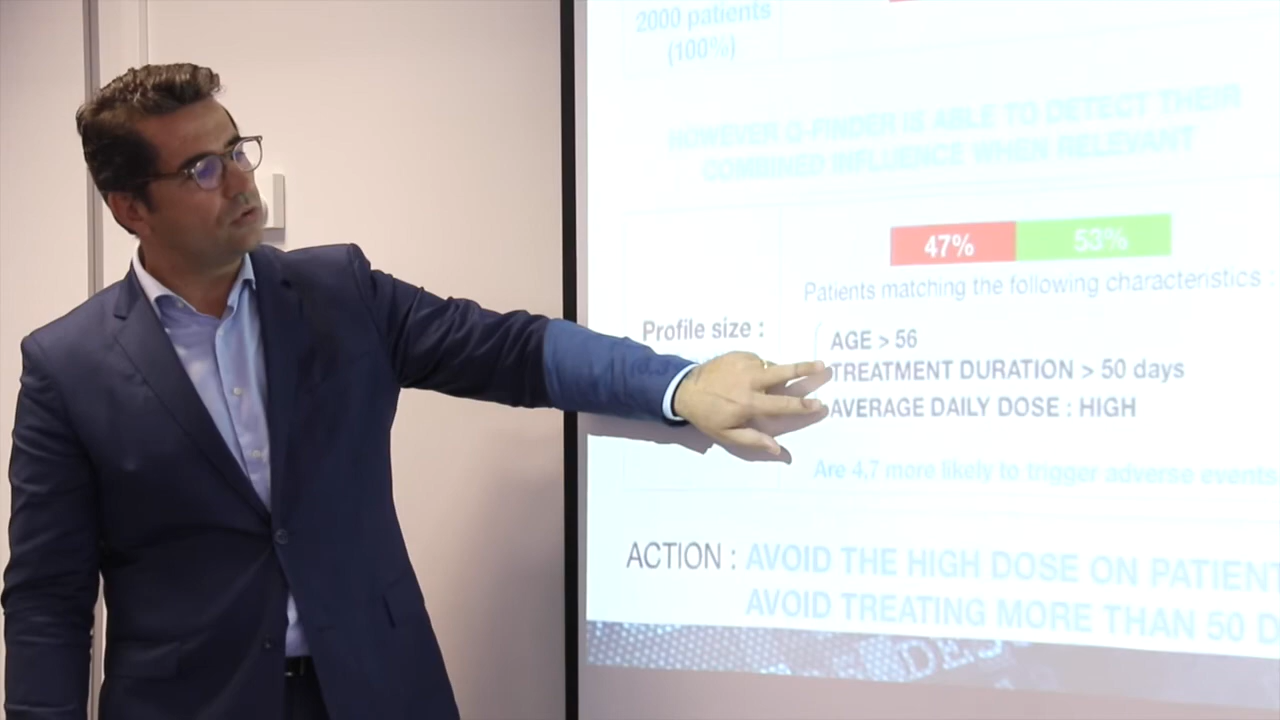 2000 patients
(100%)
HOWEVER Q-FINDER IS ABLE TO DETECT THEIR
COMBINED INFLUENCE WHEN RELEVANT
47% 53%
Patients matching the following characteristics :
Profile size :
AGE > 56
TREATMENT DURATION > 50 days
AVERAGE DAILY DOSE : HIGH
Are 4,7 more likely to trigger adverse events
ACTION : AVOID THE HIGH DOSE ON PATIENT
AVOID TREATING MORE THAN 50 D